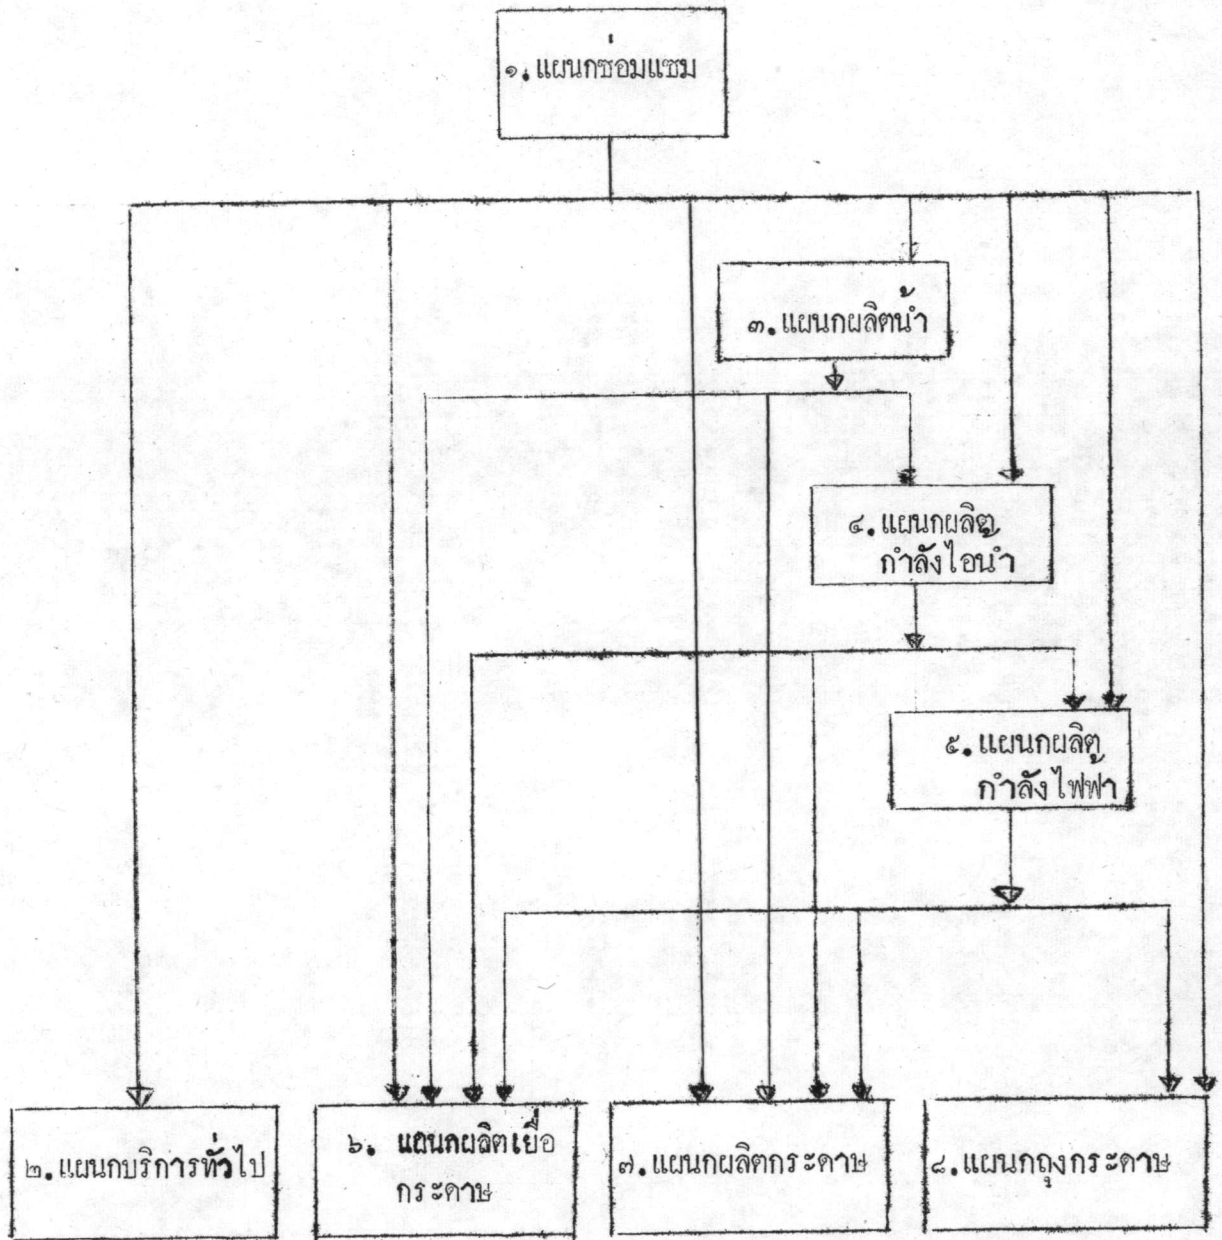 ๑. แผนกซ่อมแซม
๓. แผนกผลิตน้ำ
๔. แผนกผลิต
กำลังไอน้ำ
๕. แผนกผลิต
กำลังไฟฟ้า
๒. แผนกบริการทั่วไป
๖. แผนกผลิตเยื่อ
กระดาษ
๗. แผนกผลิตกระดาษ
๘. แผนกถุงกระดาษ